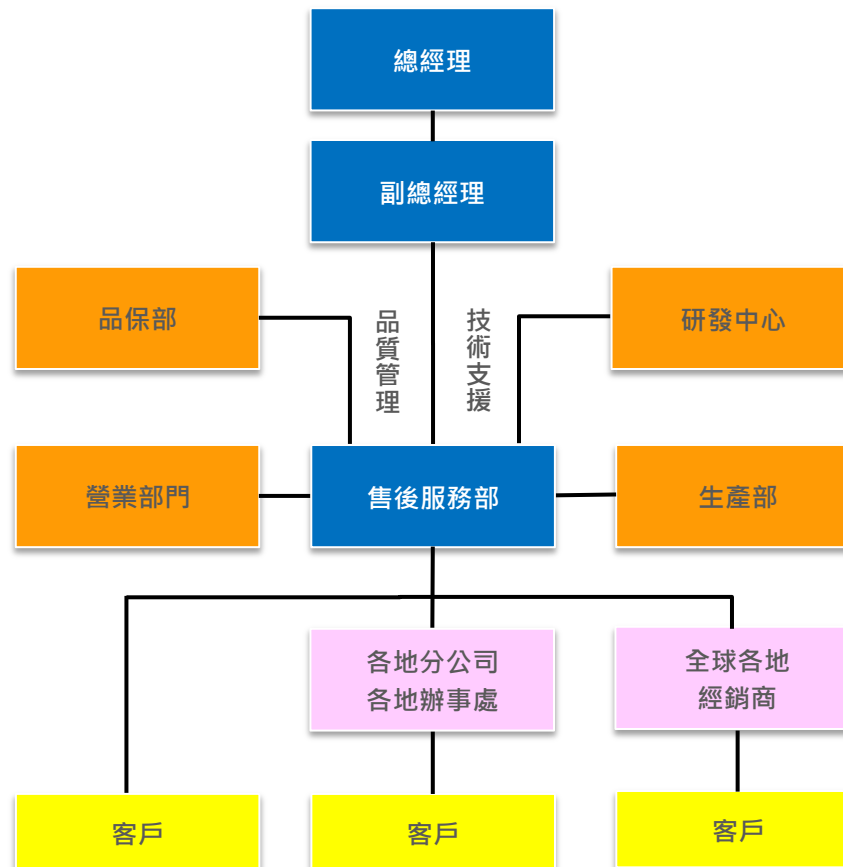 總經理
副總經理
品保部
品質管理
技術支援
研發中心
營業部門
售後服務部
生產部
各地分公司
各地辦事處
全球各地
經銷商
客戶
客戶
客戶